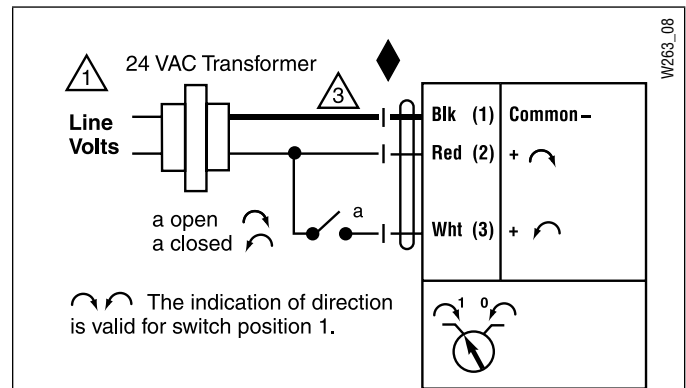 W263_08
1
24 VAC Transformer
3
Line
Volts
Blk (1) Common –
Red (2) +
a open
a closed
a
Wht (3) +
The indication of direction
is valid for switch position 1.
1 0